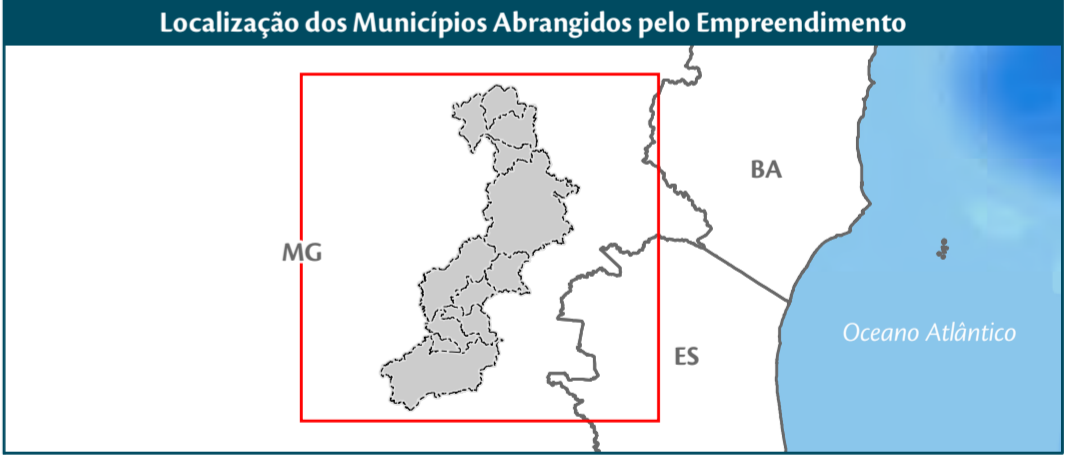 Localização dos Municípios Abrangidos pelo Empreendimento
BA
MG
Oceano Atlântico
ES